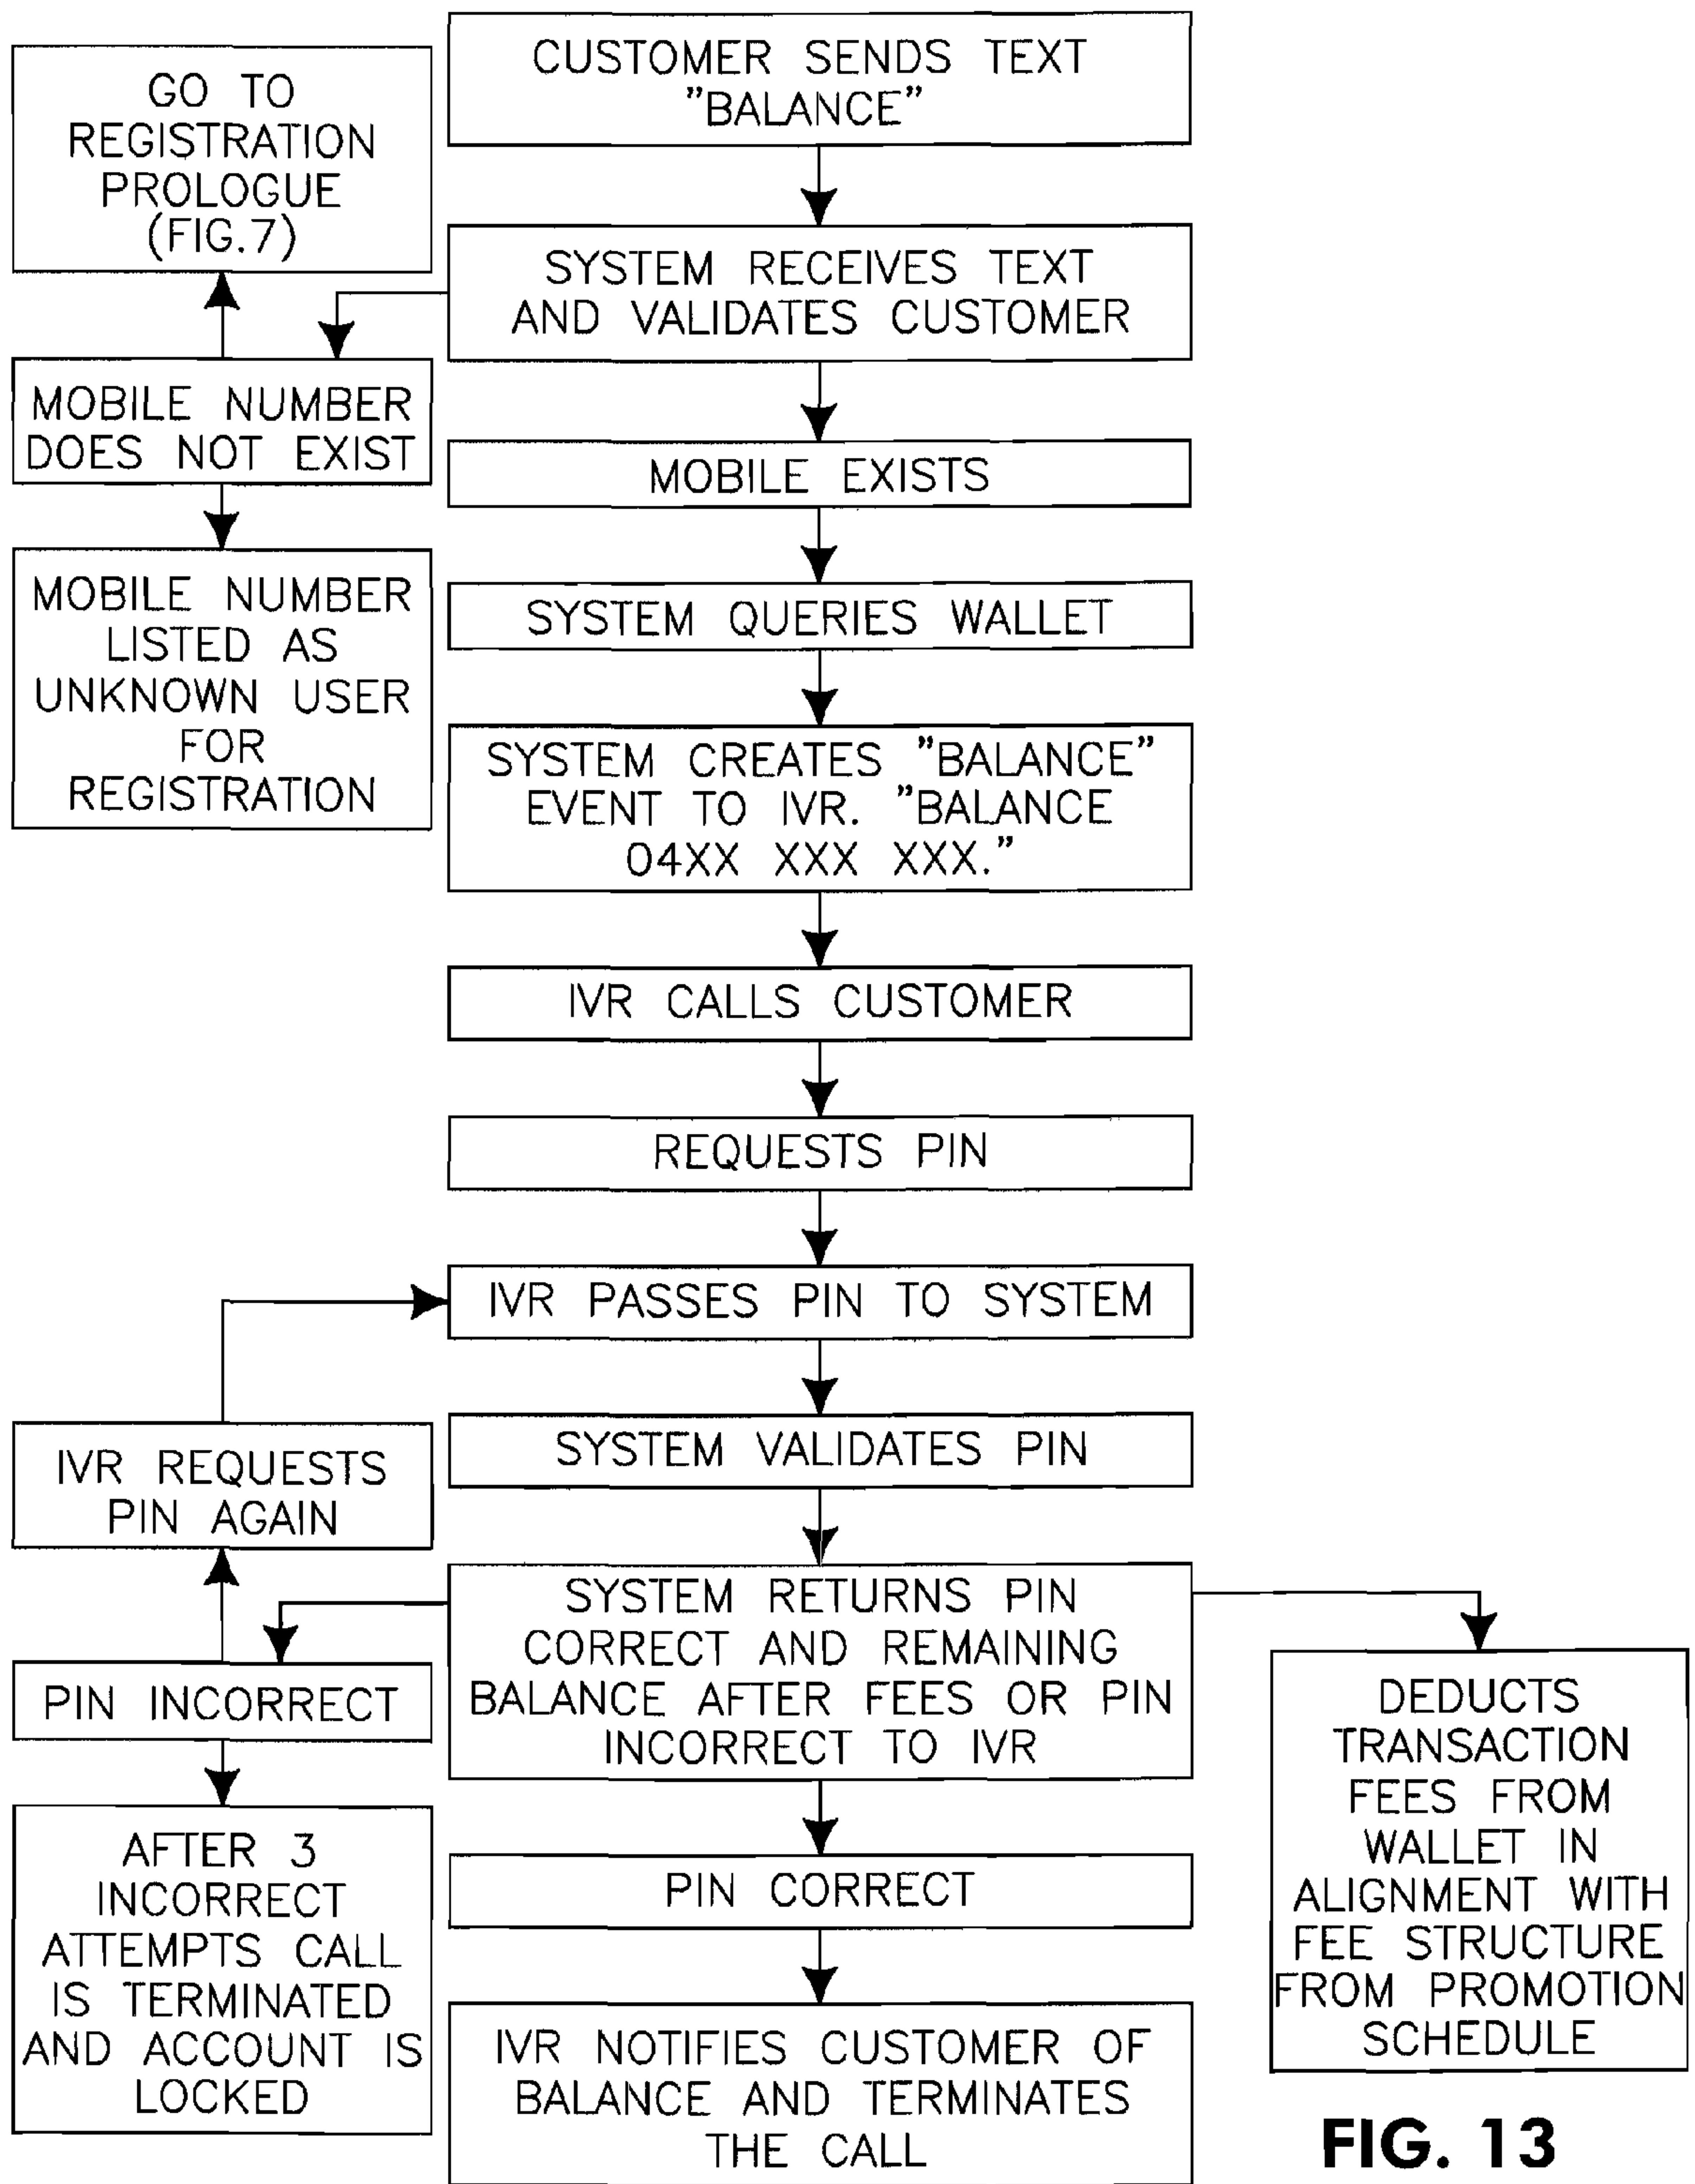 CUSTOMER SENDS TEXT
"BALANCE"
GO TO
REGISTRATION
PROLOGUE
(FIG.7)
SYSTEM RECEIVES TEXT
AND VALIDATES CUSTOMER
MOBILE NUMBER
DOES NOT EXIST
MOBILE EXISTS
MOBILE NUMBER
LISTED AS
UNKNOWN USER
FOR
REGISTRATION
SYSTEM QUERIES WALLET
SYSTEM CREATES "BALANCE"
EVENT TO IVR. "BALANCE
04XX XXX XXX."
IVR CALLS CUSTOMER
REQUESTS PIN
IVR PASSES PIN TO SYSTEM
SYSTEM VALIDATES PIN
IVR REQUESTS
PIN AGAIN
SYSTEM RETURNS PIN
CORRECT AND REMAINING
BALANCE AFTER FEES OR PIN
INCORRECT TO IVR
PIN INCORRECT
DEDUCTS
TRANSACTION
FEES FROM
WALLET IN
ALIGNMENT WITH
FEE STRUCTURE
FROM PROMOTION
SCHEDULE
AFTER 3
INCORRECT
ATTEMPTS CALL
IS TERMINATED
AND ACCOUNT IS
LOCKED
PIN CORRECT
IVR NOTIFIES CUSTOMER OF
BALANCE AND TERMINATES
THE CALL
FIG. 13